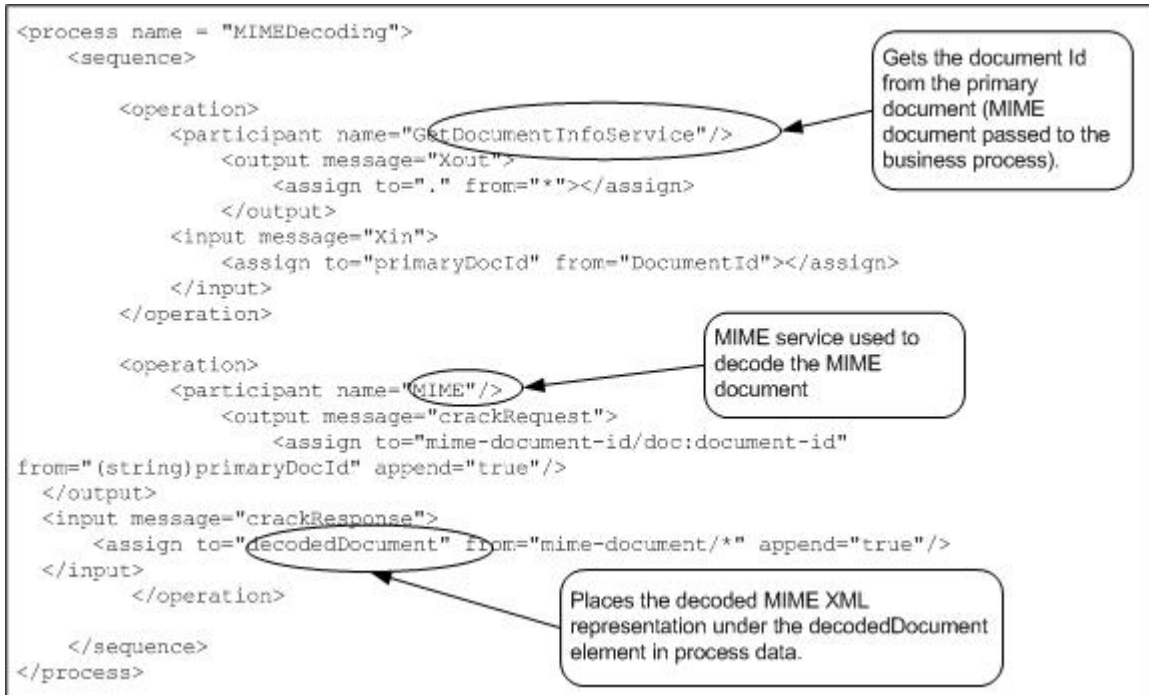 <process name = "MIMEDecoding">
<sequence>
<operation>
<participant name="GetDocumentInfoService"/>
<output message="Xout">
<assign to="." from="*"></assign>
</output>
<input message="Xin">
<assign to="primaryDocId" from="DocumentId"></assign>
</input>
</operation>
Gets the document Id
from the primary
document (MIME
document passed to the
business process).
<operation>
<participant name="MIME"/>
<output message="crackRequest">
<assign to="mime-document-id/doc:document-id"
from="(string)primaryDocId" append="true"/>
</output>
<input message="crackResponse">
<assign to="decodedDocument" from="mime-document/*" append="true"/>
</input>
</operation>
MIME service used to
decode the MIME
document
Places the decoded MIME XML
representation under the decodedDocument
element in process data.
</sequence>
</process>